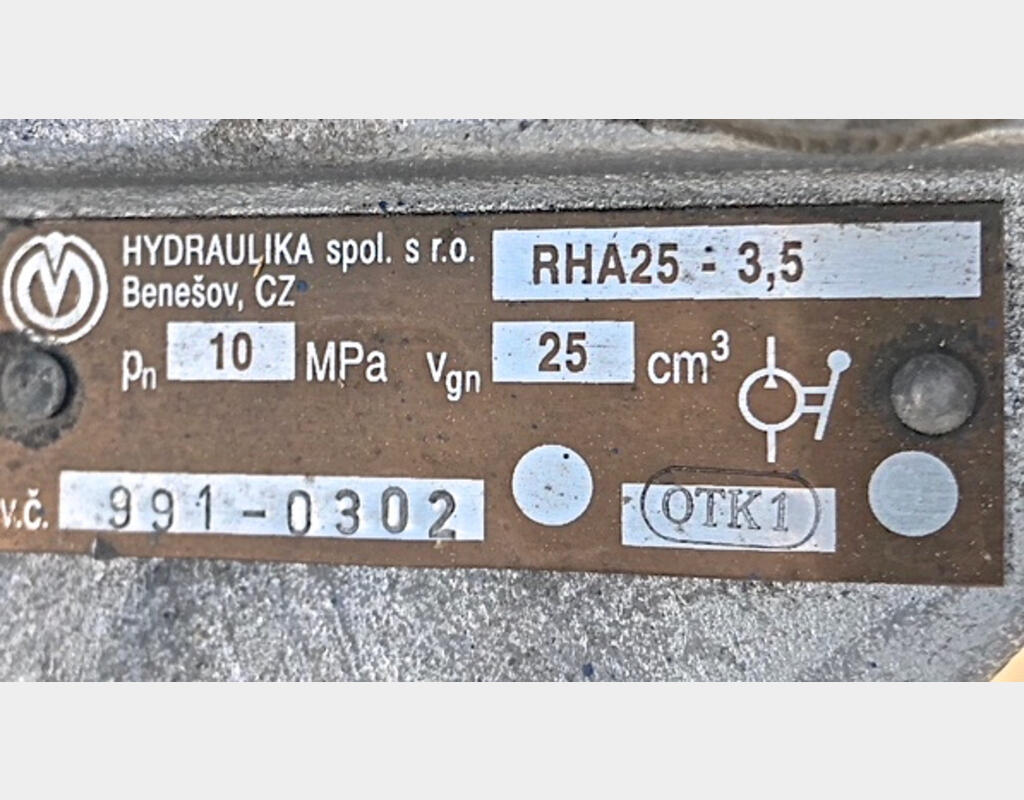 HYDRAULIKA spol. s r.o.
Benešov, CZ
RHA25 - 3,5
pn 10 MPa vgn 25 cm³
v.č. 991-0302
QTK1